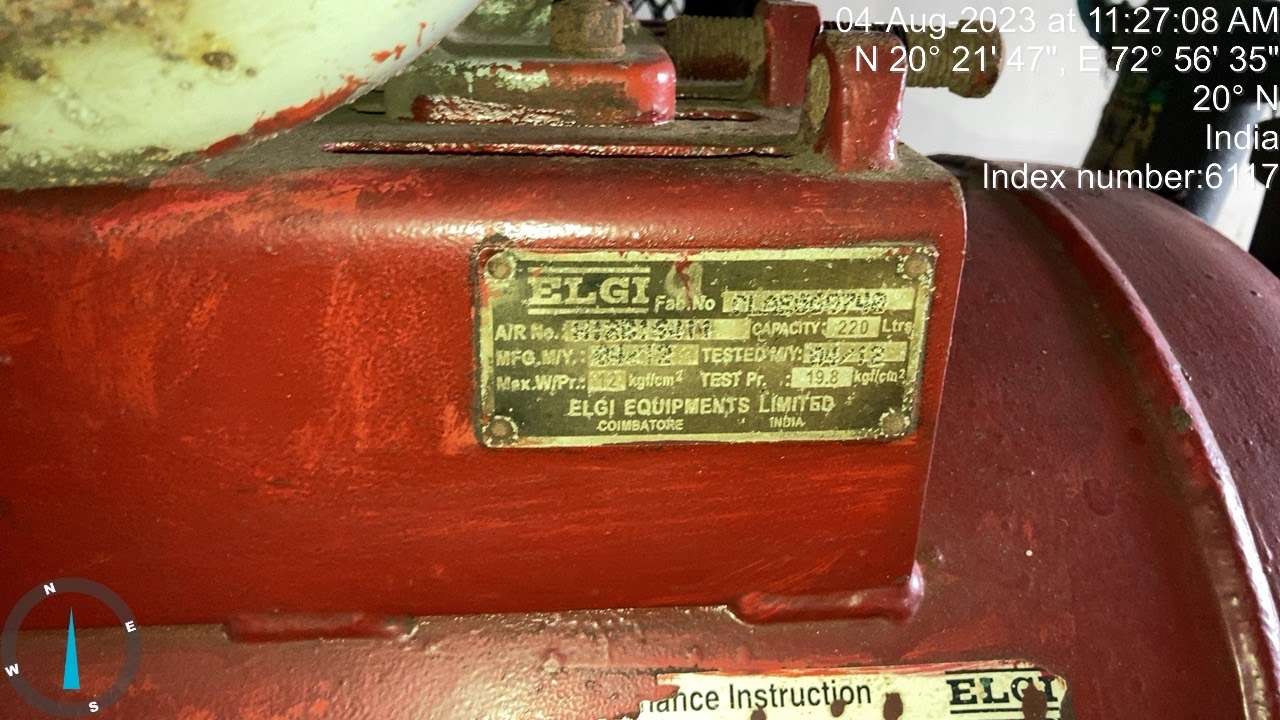 04-Aug-2023 at 11:27:08 AM
N 20° 21' 47", E 72° 56' 35"
20° N
India
Index number:6117
ELGI Fab.No
A/R No. CAPACITY: 220 Ltrs
MFG.M/Y.: TESTED M/Y:
Max.W/Pr.: 12 kgf/cm² TEST Pr. .: 19.8 kgf/cm²
ELGI EQUIPMENTS LIMITED
COIMBATORE INDIA
Instruction ELGI
N
E
W
S